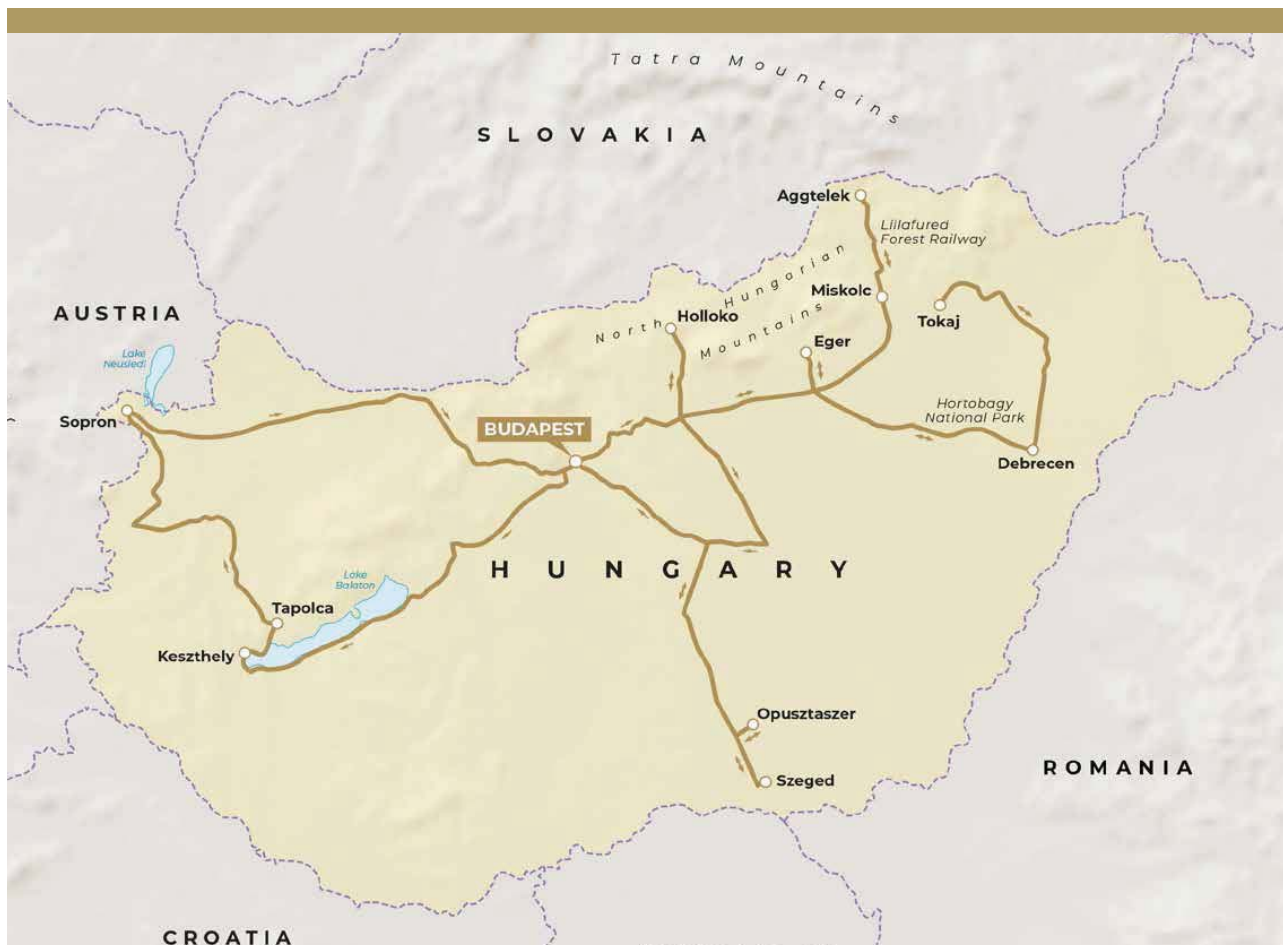 Tatra Mountains
SLOVAKIA
Aggtelek
Liilafured
Forest Railway
North Hungarian
Mountains
Miskolc
Tokaj
Holloko
Eger
AUSTRIA
Lake
Neusiedl
Sopron
BUDAPEST
Hortobagy
National Park
Debrecen
HUNGARY
Lake
Balaton
Tapolca
Keszthely
Opusztaszer
Szeged
ROMANIA
CROATIA